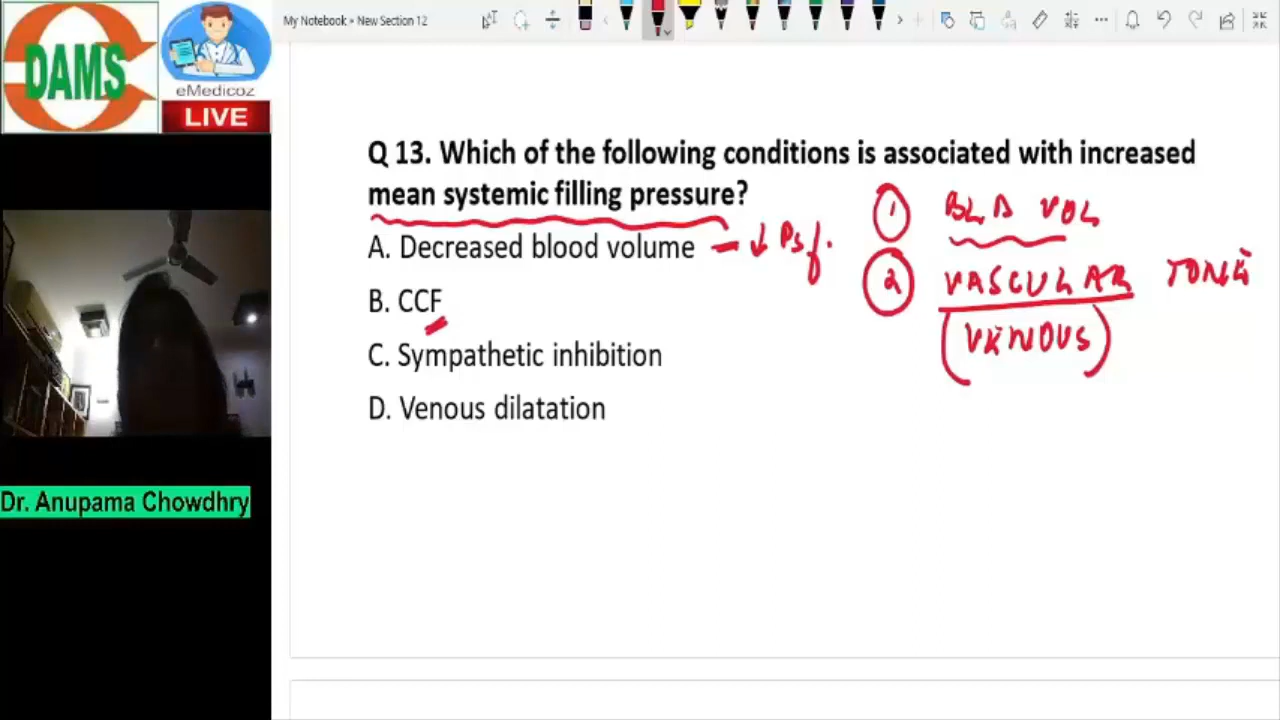 My Notebook > New Section 12
DAMS
eMedicoz
LIVE
Q 13. Which of the following conditions is associated with increased
mean systemic filling pressure?
A. Decreased blood volume – ↓ Psf.
B. CCF
C. Sympathetic inhibition
D. Venous dilatation
1 BLD VOL
2 VASCULAR TONE
(VENOUS)
Dr. Anupama Chowdhry